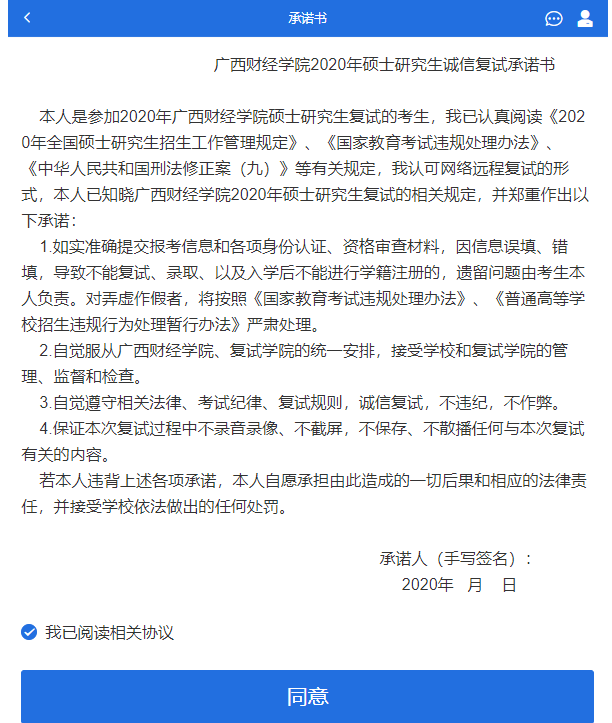 承诺书
广西财经学院2020年硕士研究生诚信复试承诺书
本人是参加2020年广西财经学院硕士研究生复试的考生，我已认真阅读《202
0年全国硕士研究生招生工作管理规定》、《国家教育考试违规处理办法》、
《中华人民共和国刑法修正案（九）》等有关规定，我认可网络远程复试的形
式，本人已知晓广西财经学院2020年硕士研究生复试的相关规定，并郑重作出以
下承诺：
1.如实准确提交报考信息和各项身份认证、资格审查材料，因信息误填、错
填，导致不能复试、录取、以及入学后不能进行学籍注册的，遗留问题由考生本
人负责。对弄虚作假者，将按照《国家教育考试违规处理办法》、《普通高等学
校招生违规行为处理暂行办法》严肃处理。
2.自觉服从广西财经学院、复试学院的统一安排，接受学校和复试学院的管
理、监督和检查。
3.自觉遵守相关法律、考试纪律、复试规则，诚信复试，不违纪，不作弊。
4.保证本次复试过程中不录音录像、不截屏，不保存、不散播任何与本次复试
有关的内容。
若本人违背上述各项承诺，本人自愿承担由此造成的一切后果和相应的法律责
任，并接受学校依法做出的任何处罚。
承诺人（手写签名）：
2020年 月 日
我已阅读相关协议
同意